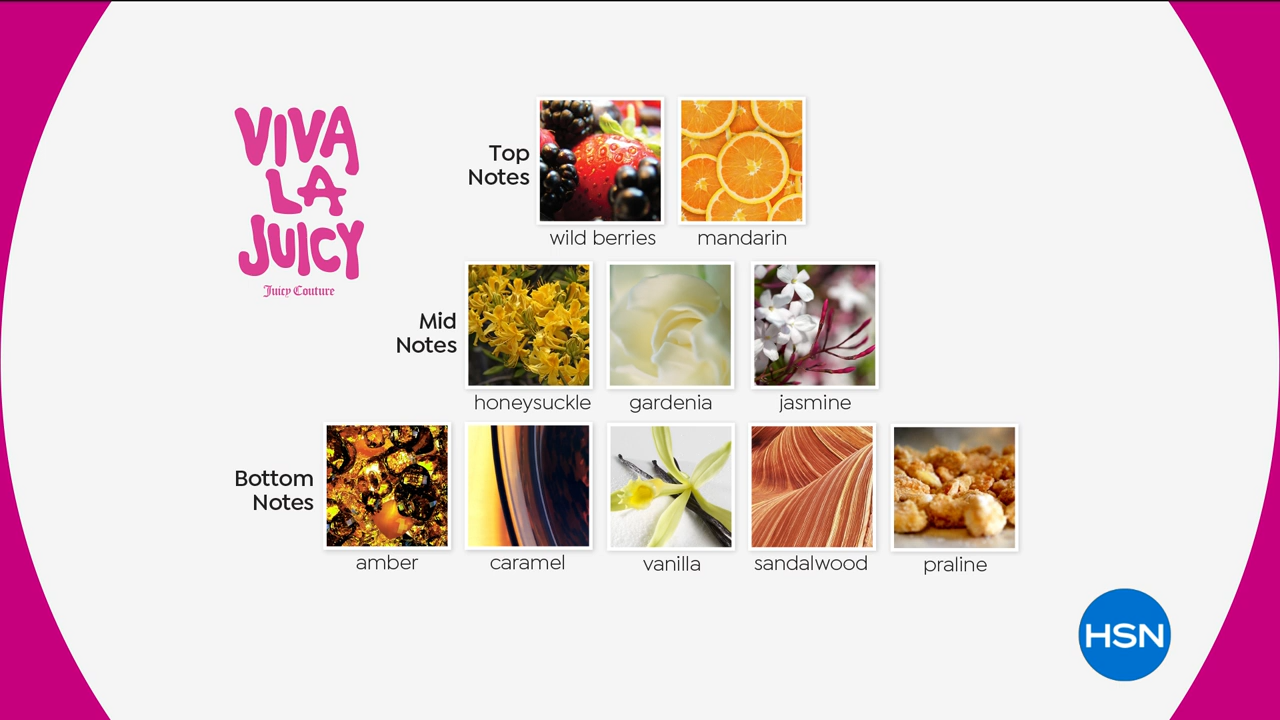 VIVA
LA
JUICY
Juicy Couture
Top
Notes
wild berries mandarin
Mid
Notes
honeysuckle gardenia jasmine
Bottom
Notes
amber caramel vanilla sandalwood praline
HSN